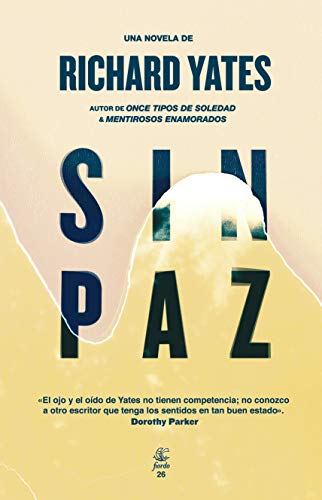 UNA NOVELA DE
RICHARD YATES
AUTOR DE ONCE TIPOS DE SOLEDAD
& MENTIROSOS ENAMORADOS
SIN
PAZ
«El ojo y el oído de Yates no tienen competencia; no conozco
a otro escritor que tenga los sentidos en tan buen estado».
Dorothy Parker
fiordo
26